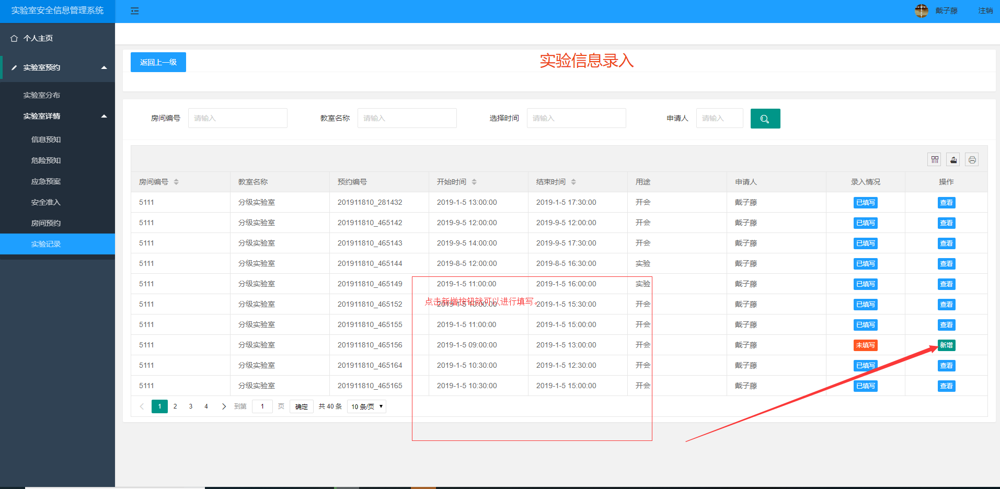 实验室安全信息管理系统
戴子藤
注销
个人主页
实验室预约
实验室分布
实验室详情
信息预知
危险预知
应急预案
安全准入
房间预约
实验记录
返回上一级
实验信息录入
房间编号 请输入 教室名称 请输入 选择时间 请输入 申请人 请输入
房间编号 教室名称 预约编号 开始时间 结束时间 用途 申请人 录入情况 操作
5111 分级实验室 201911810_281432 2019-1-5 13:00:00 2019-1-5 17:30:00 开会 戴子藤 已填写 查看
5111 分级实验室 201911810_465142 2019-9-5 12:00:00 2019-9-5 12:00:00 开会 戴子藤 已填写 查看
5111 分级实验室 201911810_465143 2019-9-5 14:00:00 2019-9-5 17:30:00 开会 戴子藤 已填写 查看
5111 分级实验室 201911810_465144 2019-8-5 12:00:00 2019-8-5 16:30:00 实验 戴子藤 已填写 查看
5111 分级实验室 201911810_465149 2019-1-5 11:00:00 2019-1-5 16:00:00 实验 戴子藤 已填写 查看
点击新增按钮就可以进行填写。
5111 分级实验室 201911810_465152 2019-1-5 10:00:00 2019-1-5 15:30:00 开会 戴子藤 已填写 查看
5111 分级实验室 201911810_465155 2019-1-5 11:00:00 2019-1-5 15:00:00 开会 戴子藤 已填写 查看
5111 分级实验室 201911810_465156 2019-1-5 09:00:00 2019-1-5 13:00:00 开会 戴子藤 未填写 新增
5111 分级实验室 201911810_465164 2019-1-5 10:30:00 2019-1-5 12:30:00 开会 戴子藤 已填写 查看
5111 分级实验室 201911810_465165 2019-1-5 10:30:00 2019-1-5 15:00:00 开会 戴子藤 已填写 查看
1 2 3 4 到第 1 页 确定 共 40 条 10 条/页